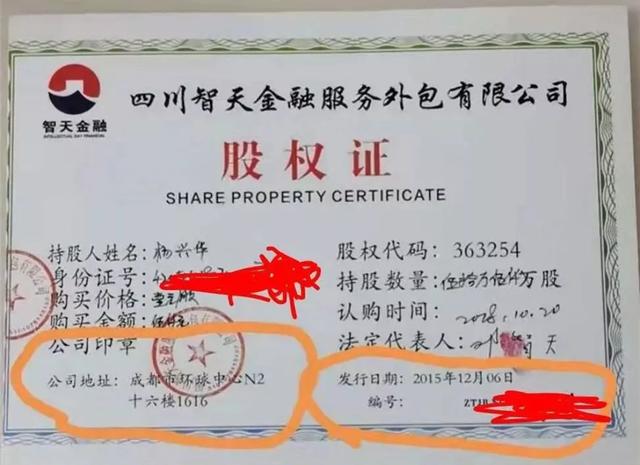 四川智天金融服务外包有限公司
智天金融
INTELLECTUAL DAY FINANCIAL
股权证
SHARE PROPERTY CERTIFICATE
持股人姓名: 杨兴华
身份证号:
购买价格:
购买金额:
公司印章
公司地址: 成都市环球中心N2
十六楼1616
股权代码: 363254
持股数量: 股
认购时间: 2018.10.20
法定代表人: 天
发行日期: 2015年12月06日
编号: